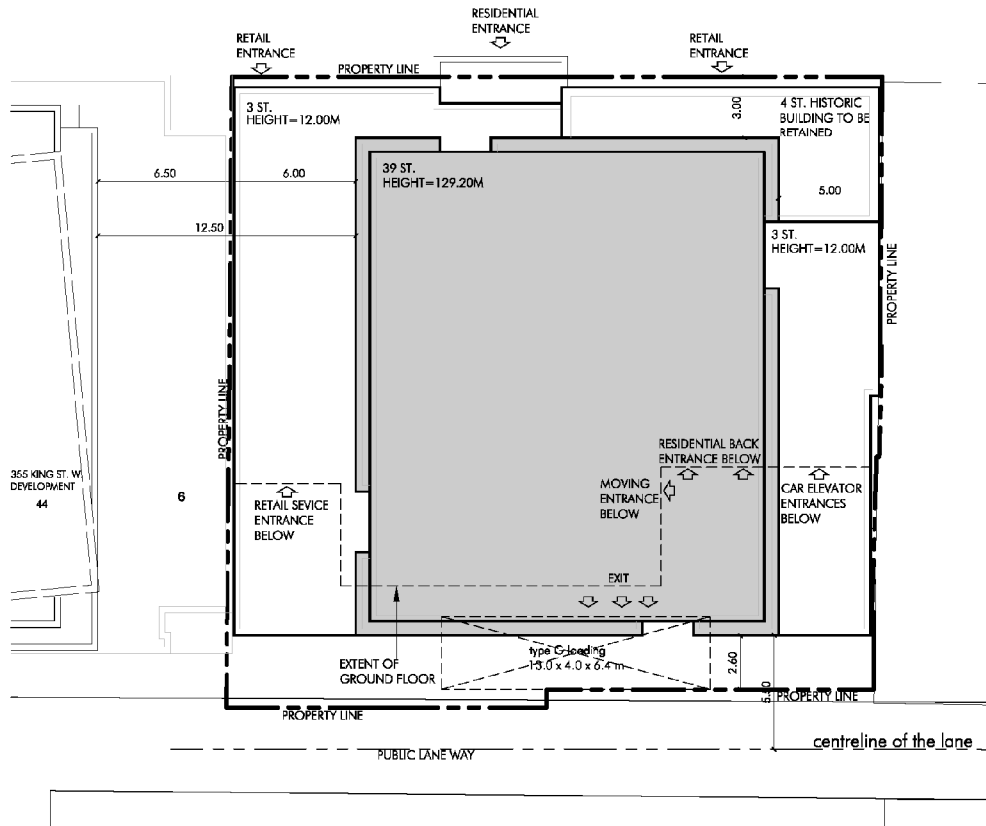 RESIDENTIAL
ENTRANCE
RETAIL
ENTRANCE
RETAIL
ENTRANCE
PROPERTY LINE
3 ST.
HEIGHT=12.00M
3.00
4 ST. HISTORIC
BUILDING TO BE
RETAINED
39 ST.
HEIGHT=129.20M
6.50
6.00
5.00
12.50
3 ST.
HEIGHT=12.00M
PROPERTY LINE
PROPERTY LINE
355 KING ST. W.
DEVELOPMENT
44
6
RESIDENTIAL BACK
ENTRANCE BELOW
MOVING
ENTRANCE
BELOW
CAR ELEVATOR
ENTRANCES
BELOW
RETAIL SEVICE
ENTRANCE
BELOW
EXIT
type G loading
13.0 x 4.0 x 6.4 m
EXTENT OF
GROUND FLOOR
2.60
PROPERTY LINE
PROPERTY LINE
centreline of the lane
PUBLIC LANE WAY